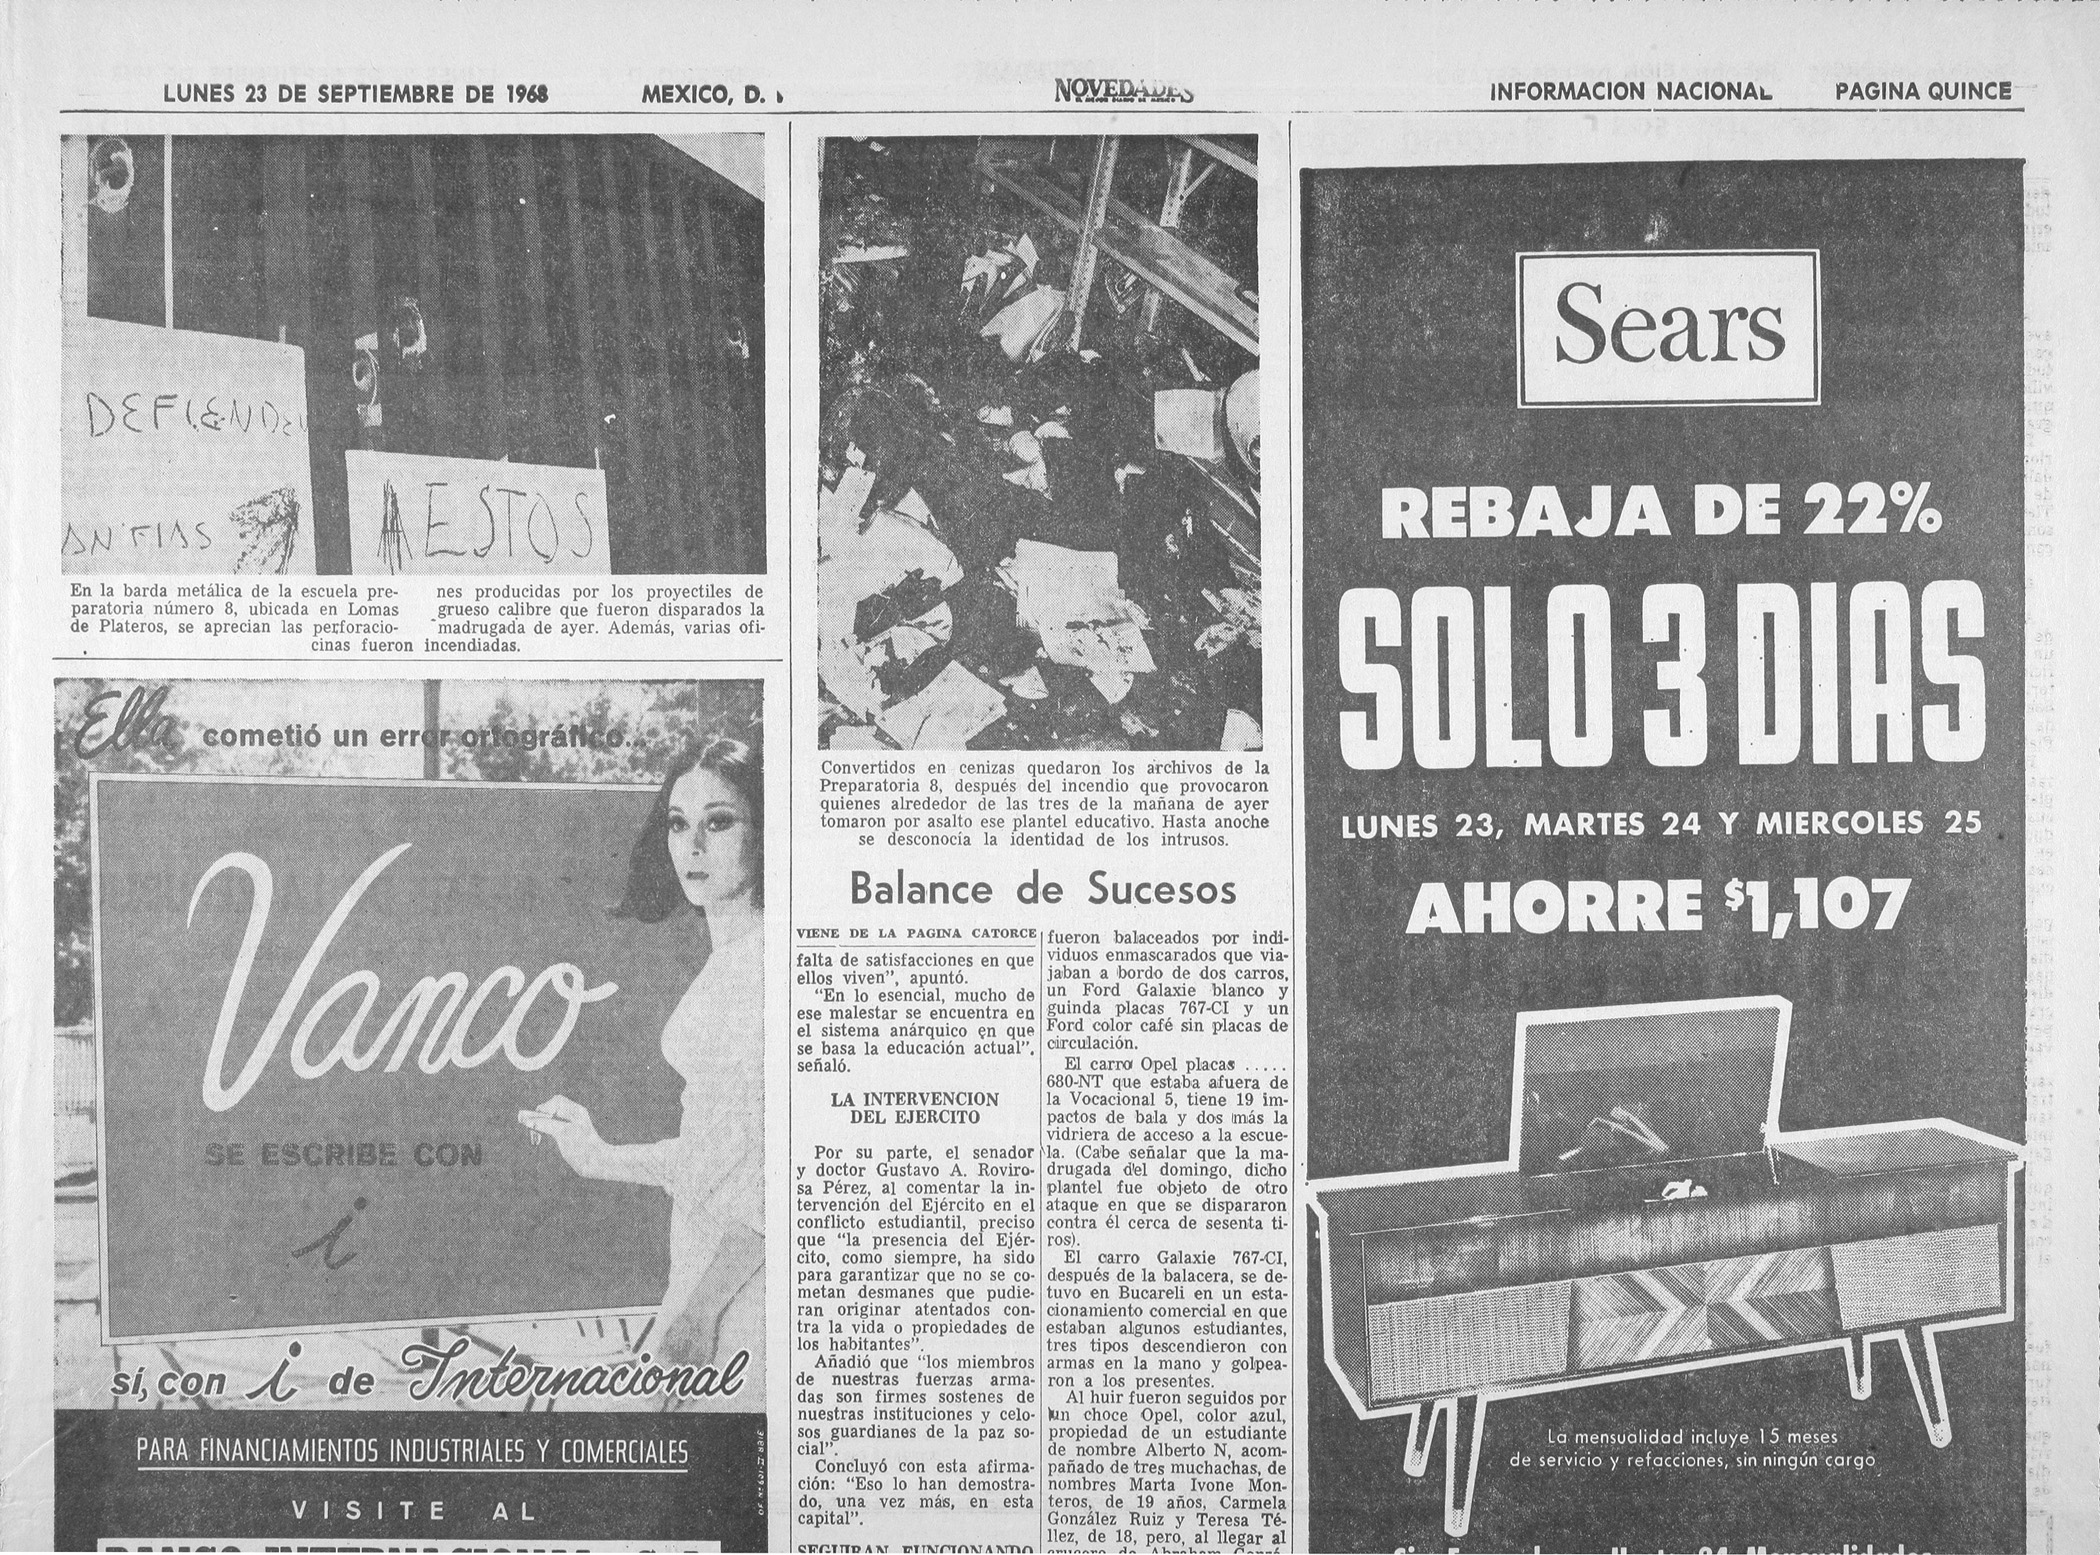 LUNES 23 DE SEPTIEMBRE DE 1968
MEXICO, D.
NOVEDADES
EL MEJOR DIARIO DE MEXICO
INFORMACION NACIONAL
PAGINA QUINCE
DEFIENDEN
ANTIAS
A ESTOS
En la barda metálica de la escuela pre-
paratoria número 8, ubicada en Lomas
de Plateros, se aprecian las perforacio-
nes producidas por los proyectiles de
grueso calibre que fueron disparados la
madrugada de ayer. Además, varias ofi-
cinas fueron incendiadas.
Ella cometió un error ortográfico...
Vanco
SE ESCRIBE CON
i
sí, con i de Internacional
PARA FINANCIAMIENTOS INDUSTRIALES Y COMERCIALES
VISITE AL
BANCO INTERNACIONAL, S.A.
Convertidos en cenizas quedaron los archivos de la
Preparatoria 8, después del incendio que provocaron
quienes alrededor de las tres de la mañana de ayer
tomaron por asalto ese plantel educativo. Hasta anoche
se desconocía la identidad de los intrusos.
Balance de Sucesos
VIENE DE LA PAGINA CATORCE
falta de satisfacciones en que
ellos viven”, apuntó.
“En lo esencial, mucho de
ese malestar se encuentra en
el sistema anárquico en que
se basa la educación actual”,
señaló.
LA INTERVENCION
DEL EJERCITO
Por su parte, el senador
y doctor Gustavo A. Roviro-
sa Pérez, al comentar la in-
tervención del Ejército en el
conflicto estudiantil, preciso
que “la presencia del Ejér-
cito, como siempre, ha sido
para garantizar que no se co-
metan desmanes que pudie-
ran originar atentados con-
tra la vida o propiedades de
los habitantes”.
Añadió que “los miembros
de nuestras fuerzas arma-
das son firmes sostenes de
nuestras instituciones y celo-
sos guardianes de la paz so-
cial”.
Concluyó con esta afirma-
ción: “Eso lo han demostra-
do, una vez más, en esta
capital”.
SEGUIRAN FUNCIONANDO
fueron balaceados por indi-
viduos enmascarados que via-
jaban a bordo de dos carros,
un Ford Galaxie blanco y
guinda placas 767-CI y un
Ford color café sin placas de
circulación.
El carro Opel placas .....
680-NT que estaba afuera de
la Vocacional 5, tiene 19 im-
pactos de bala y dos más la
vidriera de acceso a la escue-
la. (Cabe señalar que la ma-
drugada del domingo, dicho
plantel fue objeto de otro
ataque en que se dispararon
contra él cerca de sesenta ti-
ros).
El carro Galaxie 767-CI,
después de la balacera, se de-
tuvo en Bucareli en un esta-
cionamiento comercial en que
estaban algunos estudiantes,
tres tipos descendieron con
armas en la mano y golpea-
ron a los presentes.
Al huir fueron seguidos por
un choce Opel, color azul,
propiedad de un estudiante
de nombre Alberto N, acom-
pañado de tres muchachas, de
nombres Marta Ivone Mon-
teros, de 19 años, Carmela
González Ruiz y Teresa Té-
llez, de 18, pero, al llegar al
Sears
REBAJA DE 22%
SOLO 3 DIAS
LUNES 23, MARTES 24 Y MIERCOLES 25
AHORRE $1,107
La mensualidad incluye 15 meses
de servicio y refacciones, sin ningún cargo